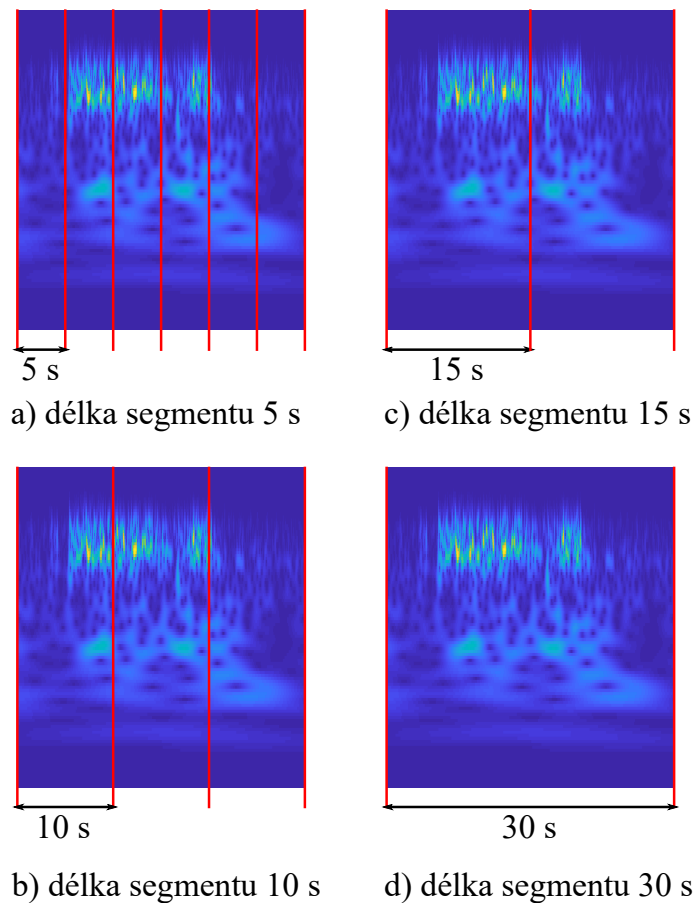 5 s
a) délka segmentu 5 s
15 s
c) délka segmentu 15 s
10 s
b) délka segmentu 10 s
30 s
d) délka segmentu 30 s